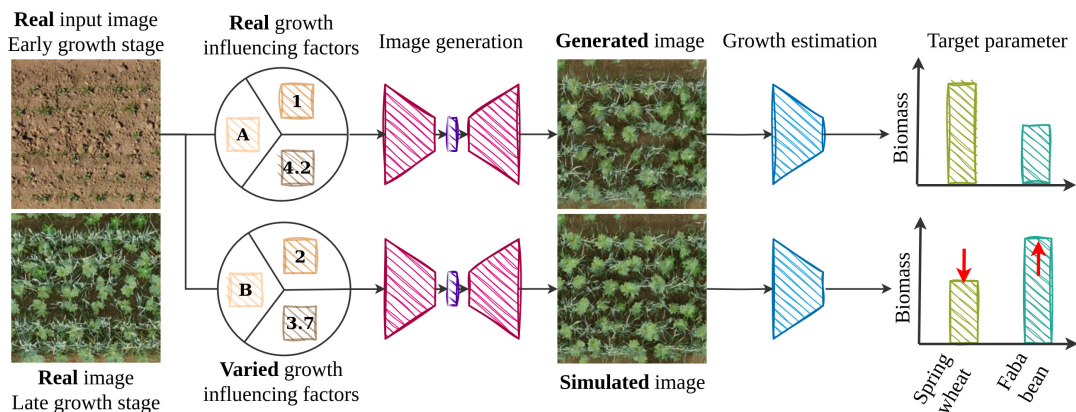 Real input image
Early growth stage
Real growth
influencing factors
Image generation
Generated image
Growth estimation
Target parameter
1
A
4.2
Biomass
2
B
3.7
Biomass
Real image
Late growth stage
Varied growth
influencing factors
Simulated image
Spring
wheat
Faba
bean